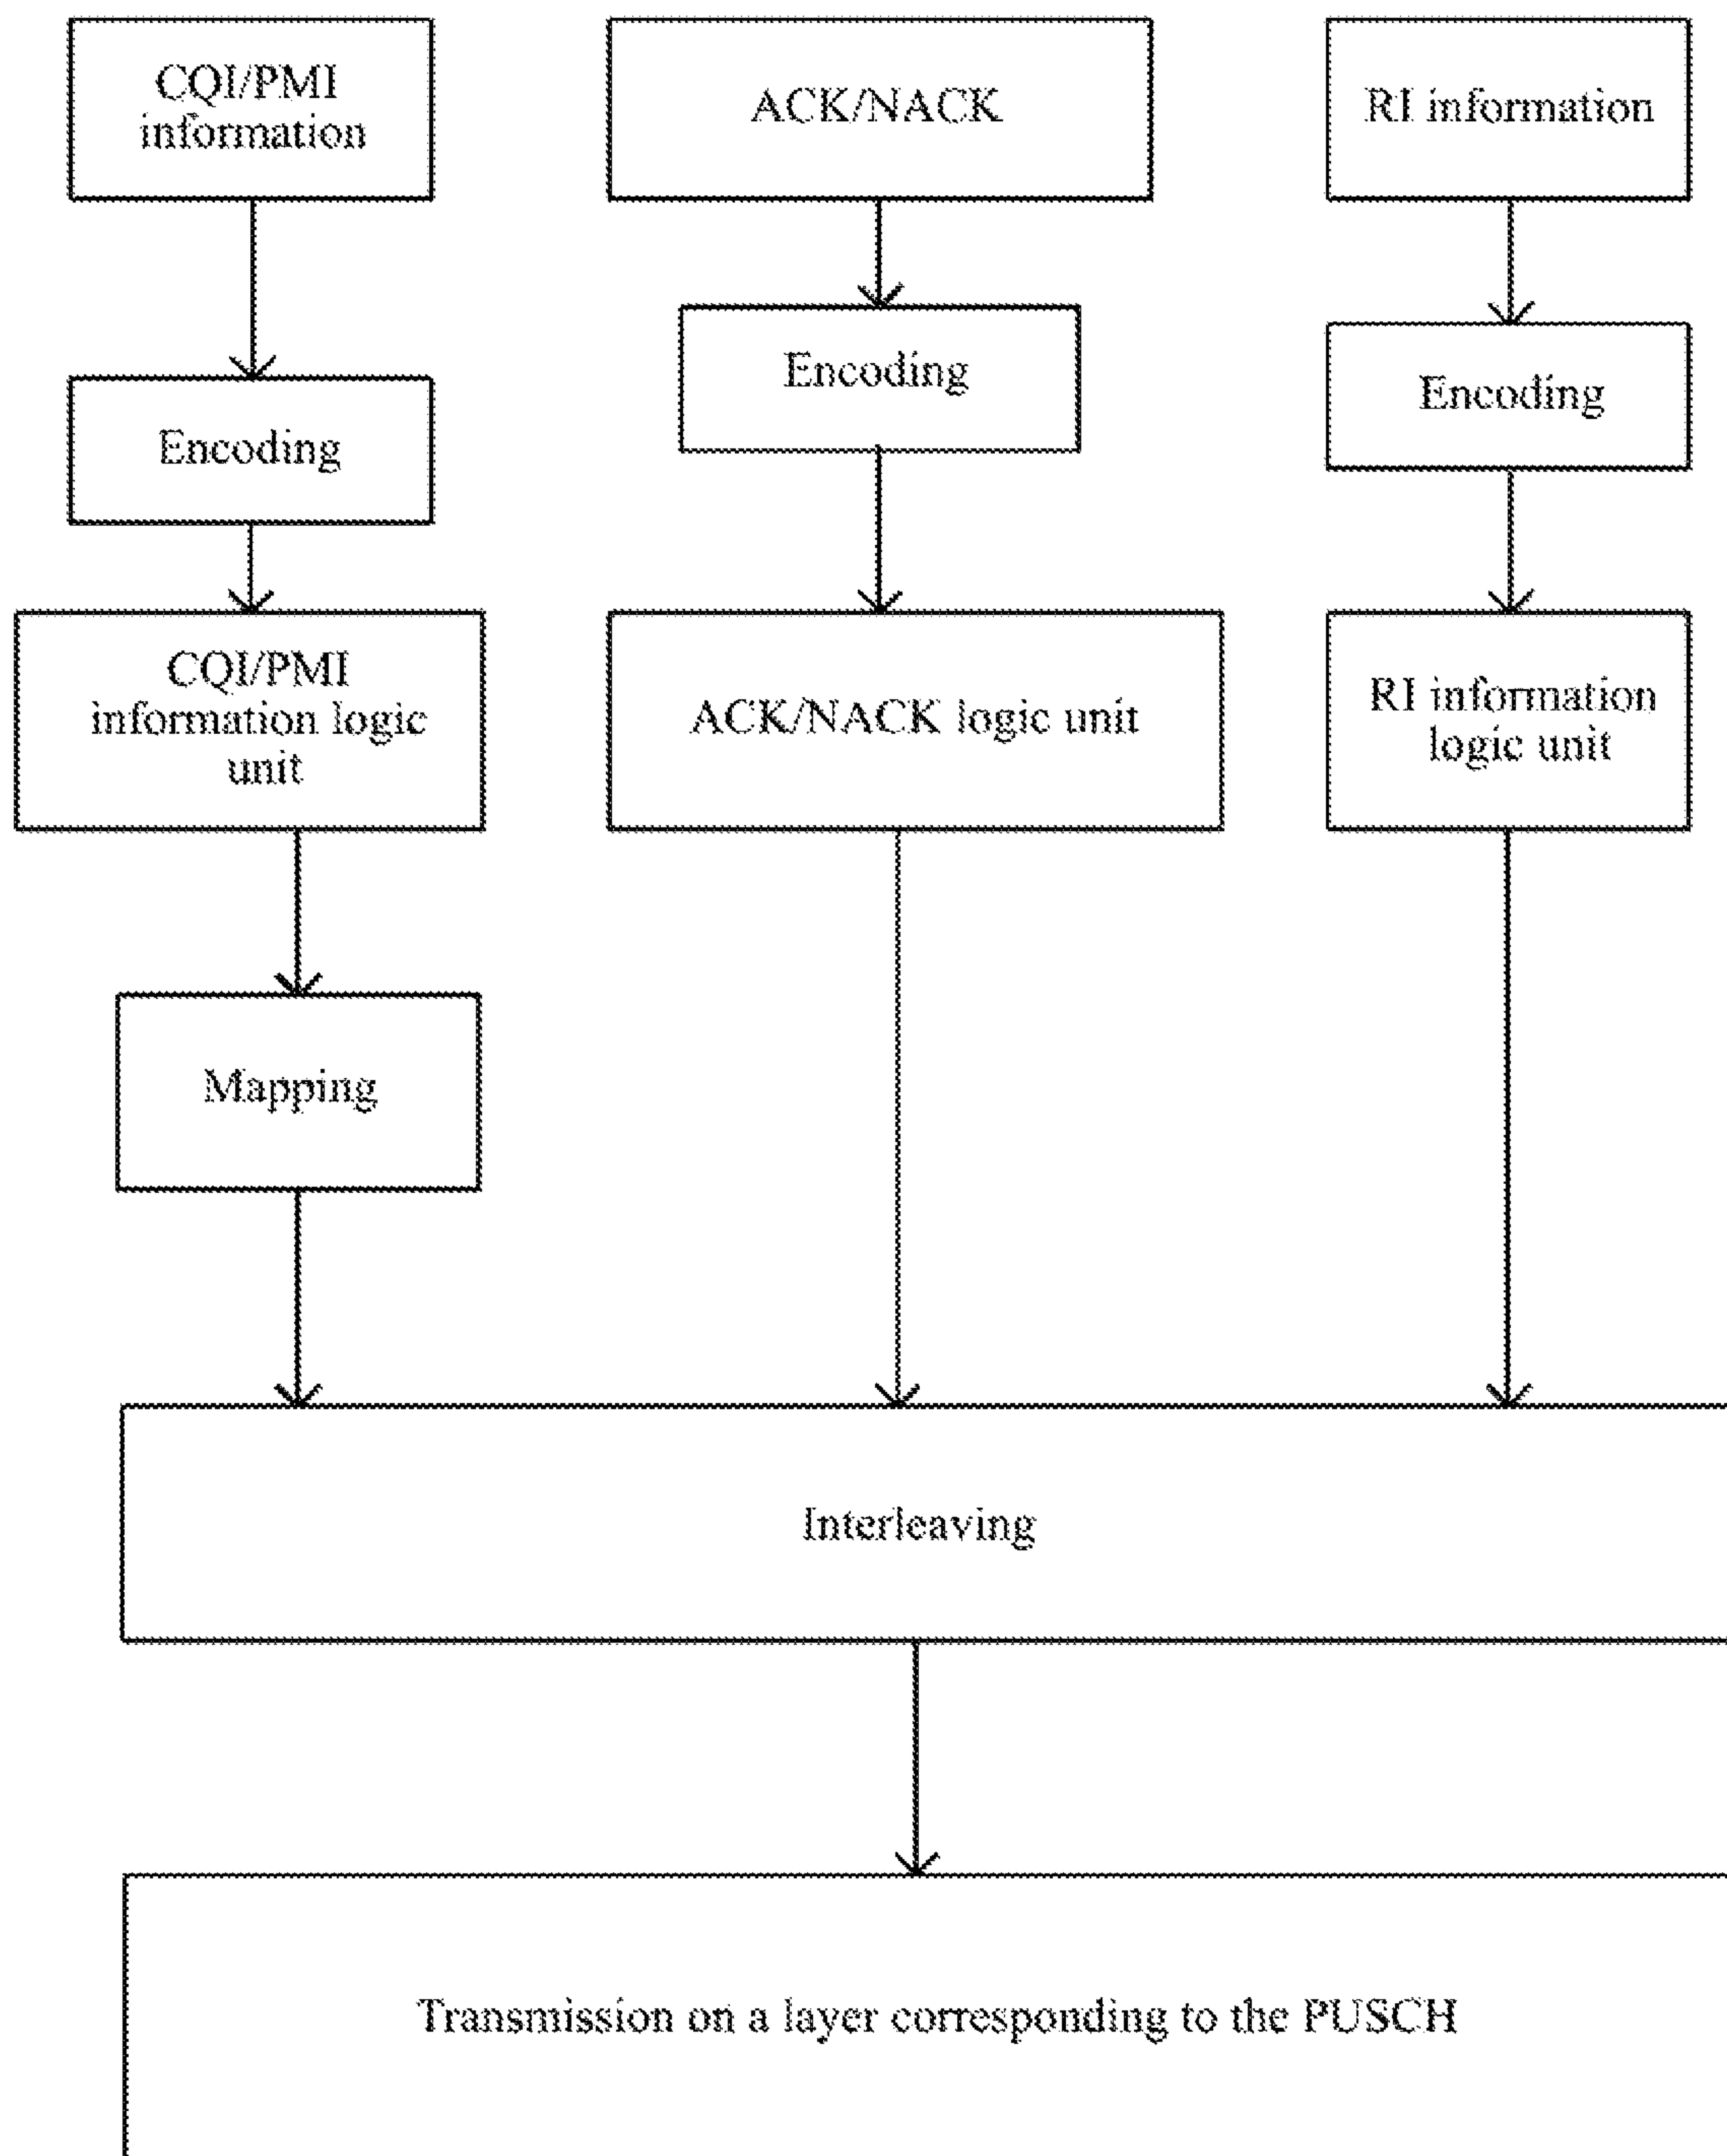 CQI/PMI
information
ACK/NACK
RI information
Encoding
Encoding
Encoding
CQI/PMI
information logic
unit
ACK/NACK logic unit
RI information
logic unit
Mapping
Interleaving
Transmission on a layer corresponding to the PUSCH